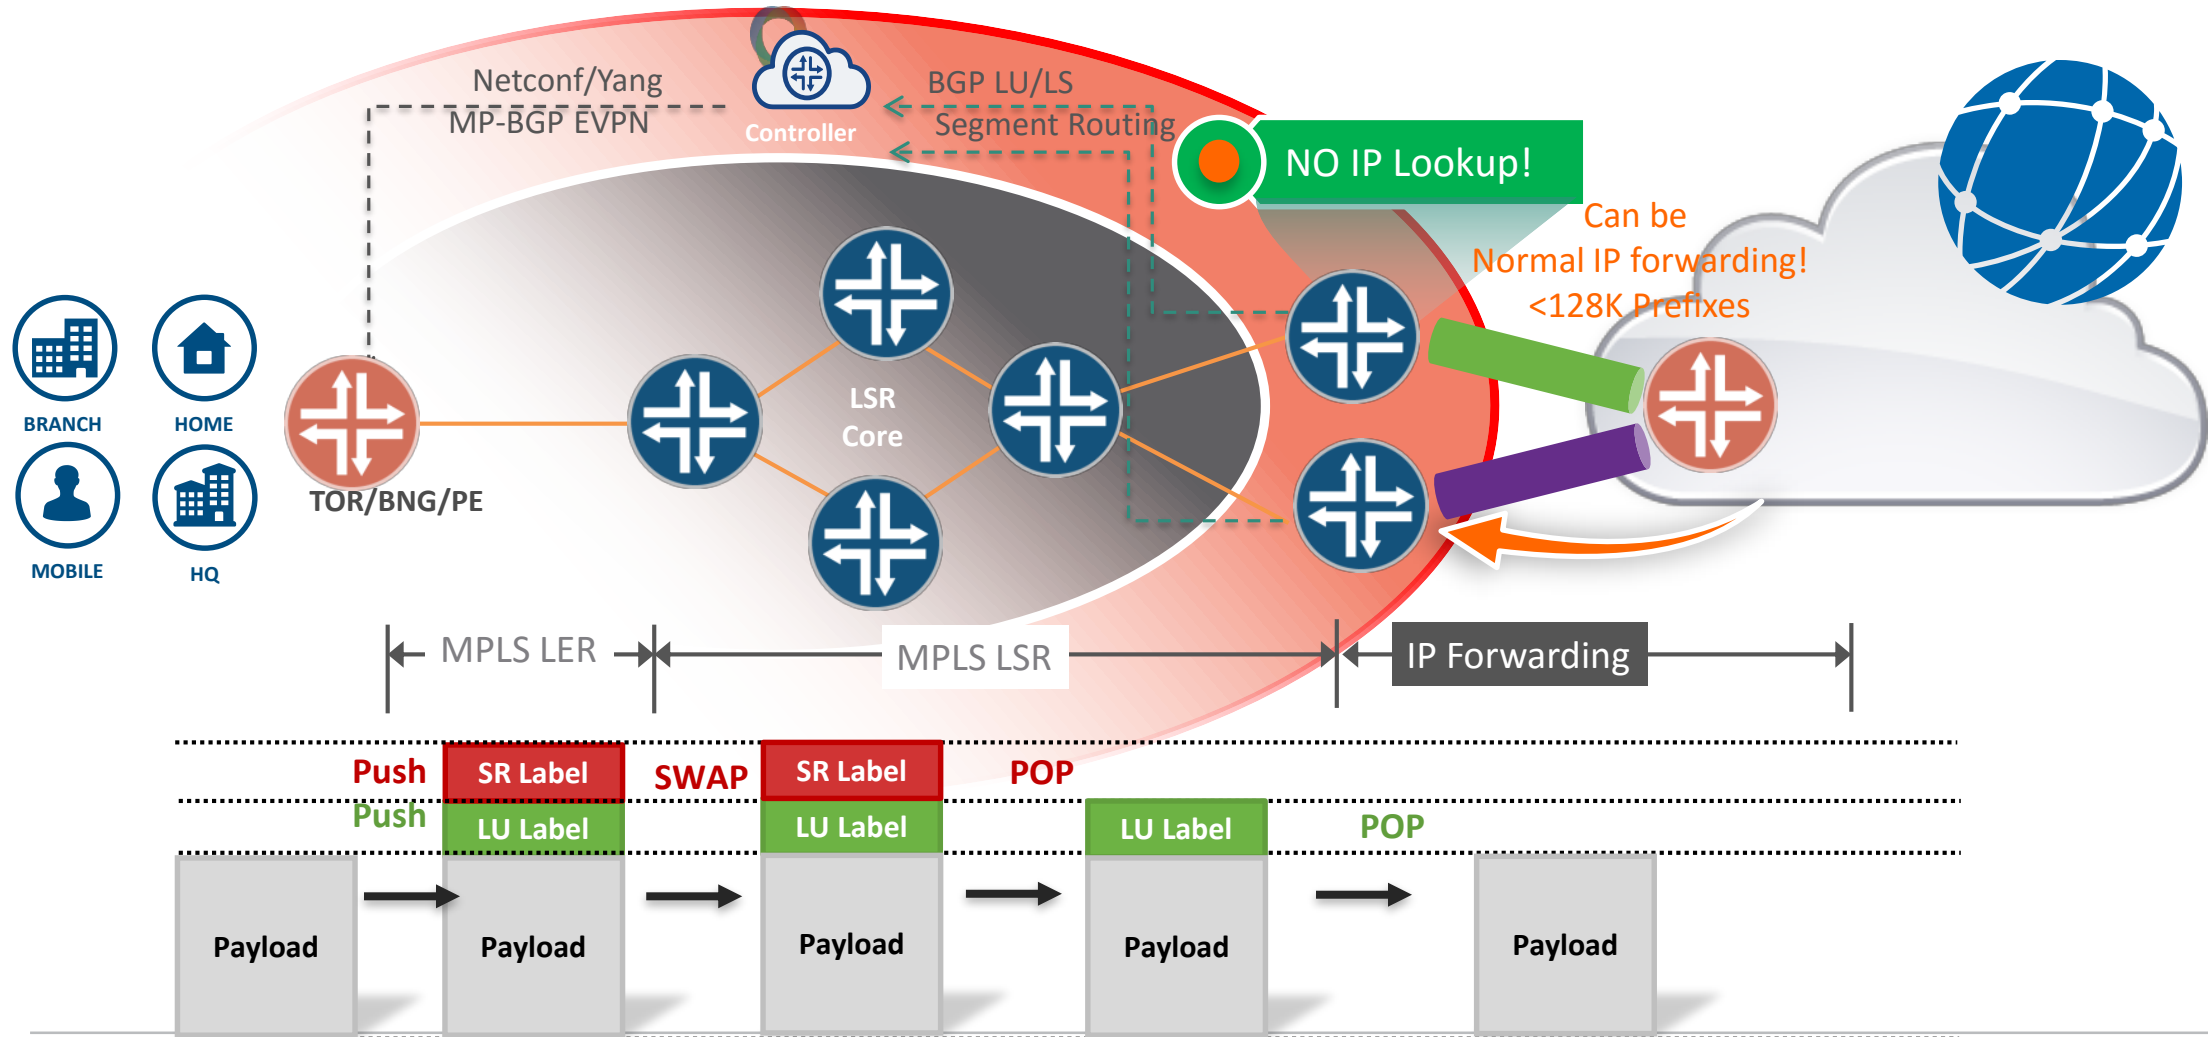 Netconf/Yang
MP-BGP EVPN
Controller
BGP LU/LS
Segment Routing
NO IP Lookup!
Can be
Normal IP forwarding!
<128K Prefixes
BRANCH
HOME
MOBILE
HQ
TOR/BNG/PE
LSR
Core
MPLS LER
MPLS LSR
IP Forwarding
Push
SR Label
SWAP
SR Label
POP
Push
LU Label
LU Label
LU Label
POP
Payload
Payload
Payload
Payload
Payload